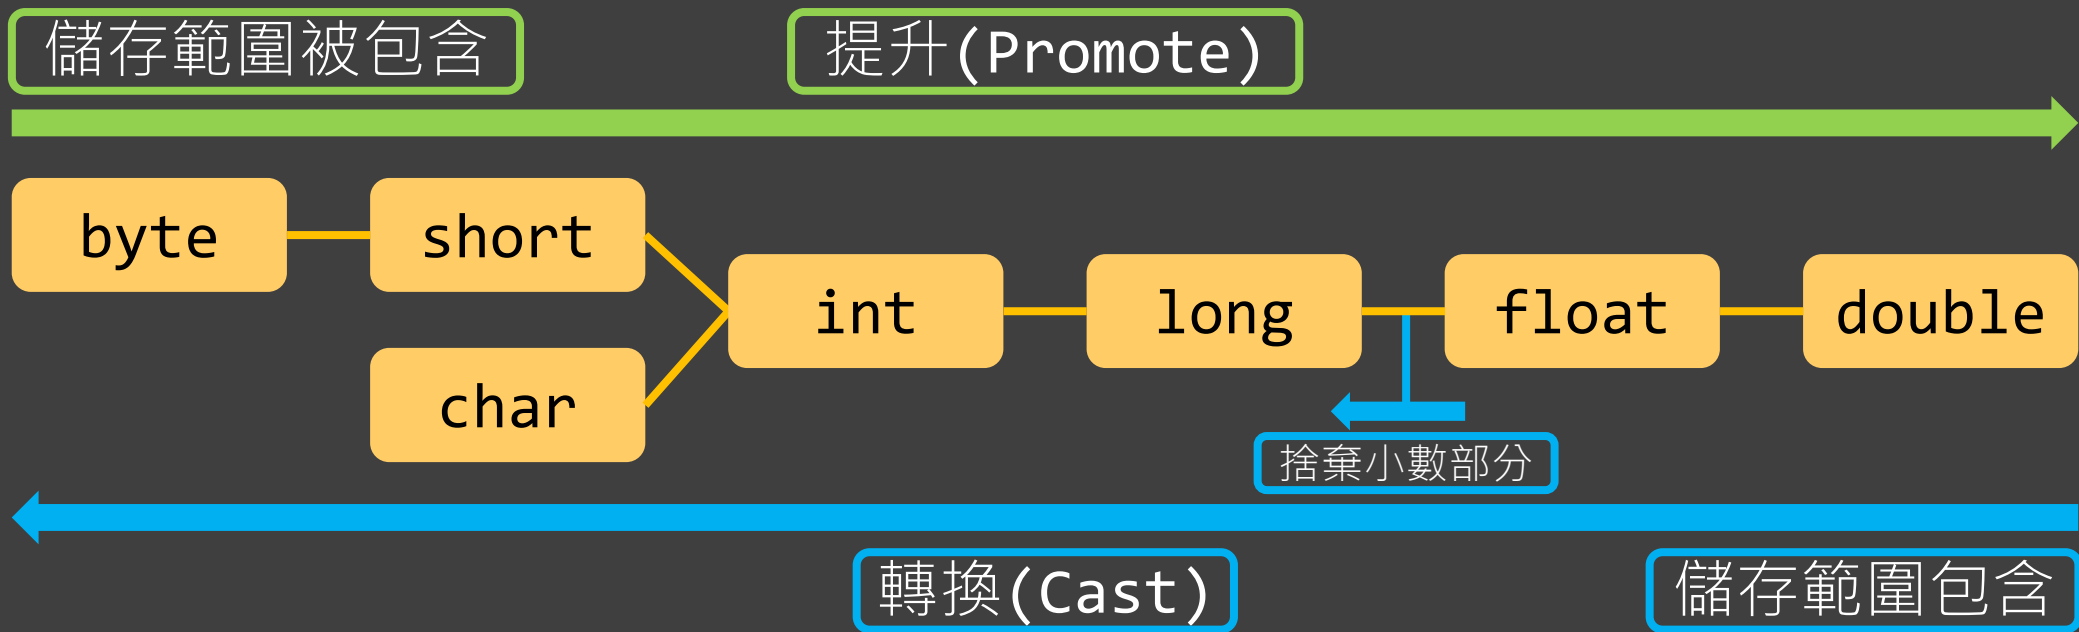 儲存範圍被包含
提升(Promote)
byte
short
char
int
long
float
double
捨棄小數部分
轉換(Cast)
儲存範圍包含